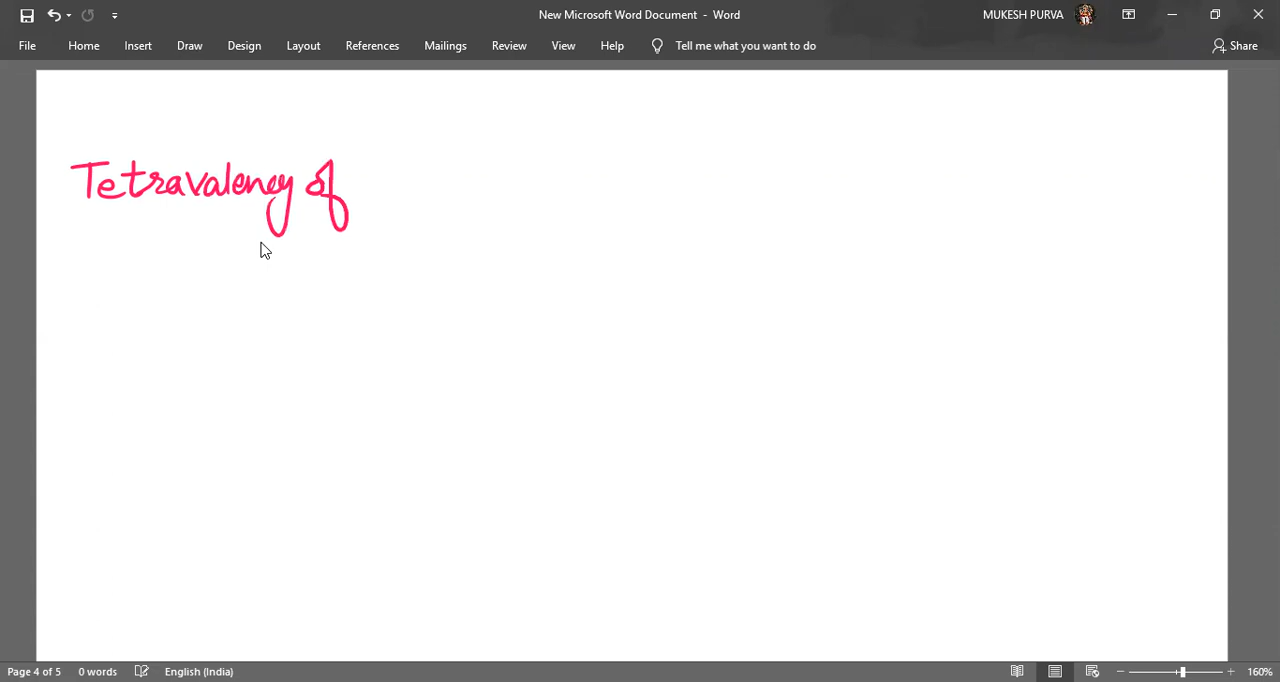 New Microsoft Word Document - Word
MUKESH PURVA
File Home Insert Draw Design Layout References Mailings Review View Help Tell me what you want to do Share
Tetravalency of
Page 4 of 5 0 words English (India) 160%